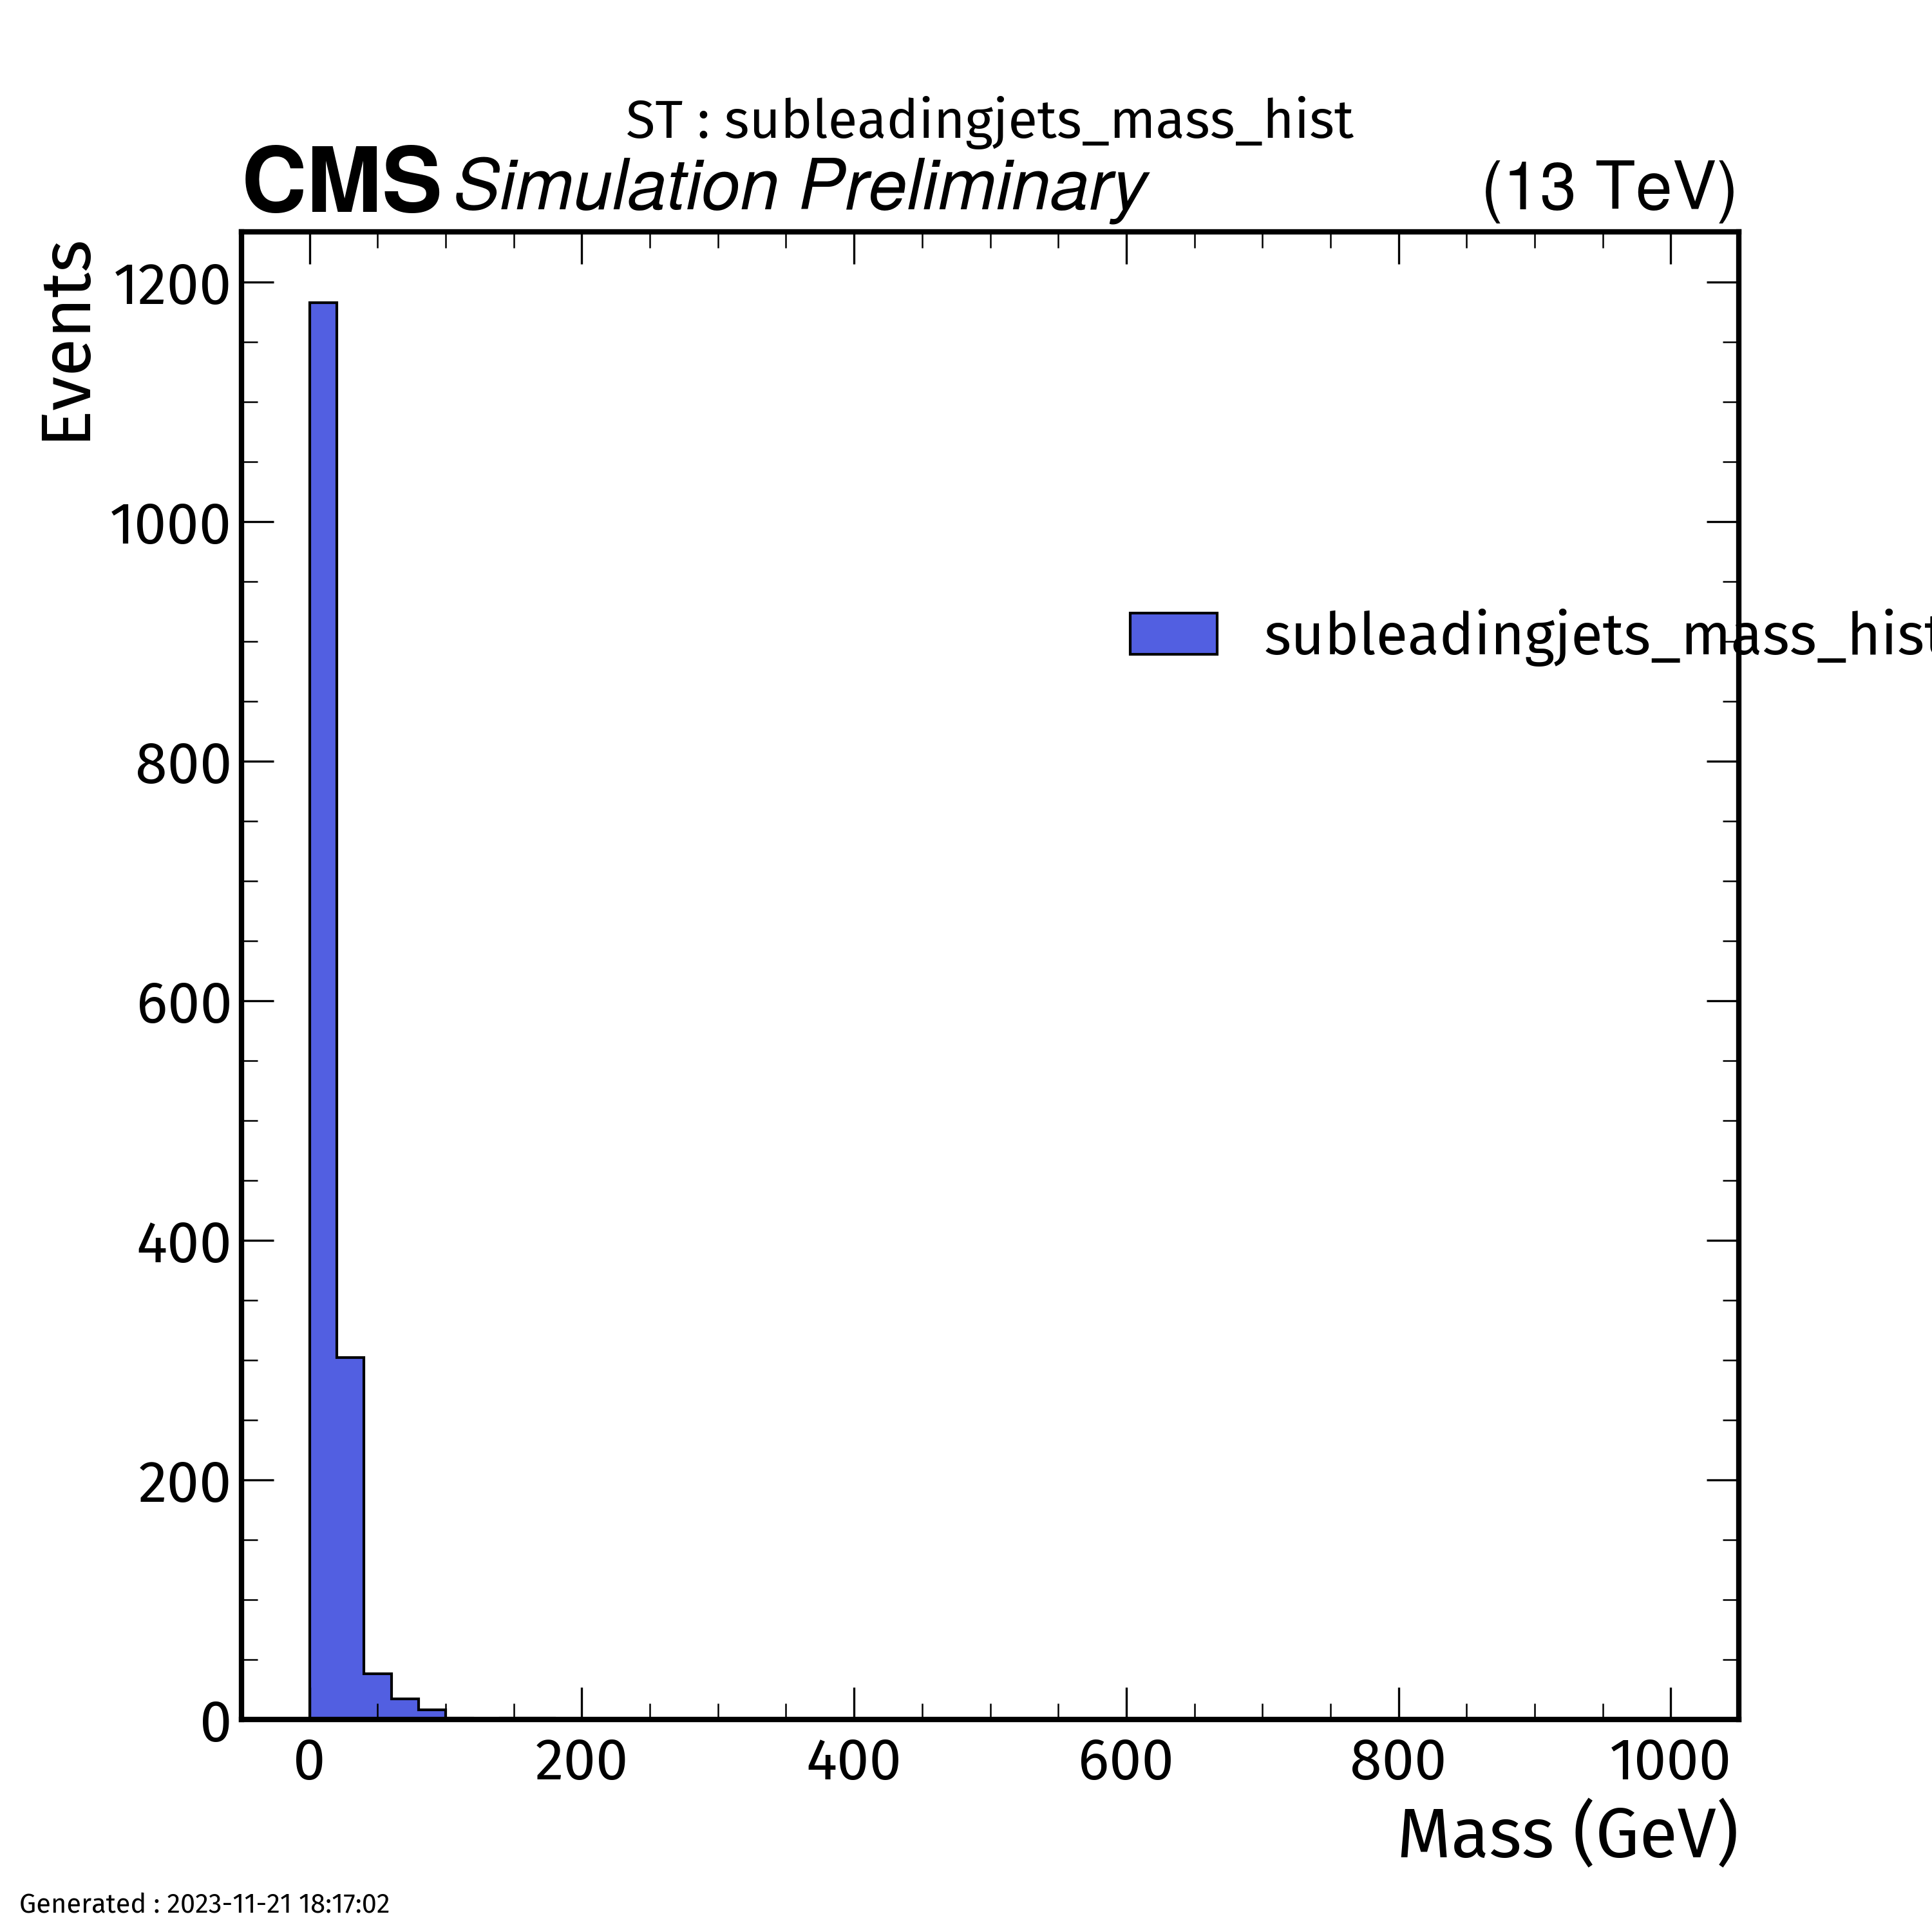 ST : subleadingjets_mass_hist
CMS Simulation Preliminary (13 TeV)
Events
1200
1000
800
600
400
200
0
subleadingjets_mass_hist
0 200 400 600 800 1000
Mass (GeV)
Generated : 2023-11-21 18:17:02